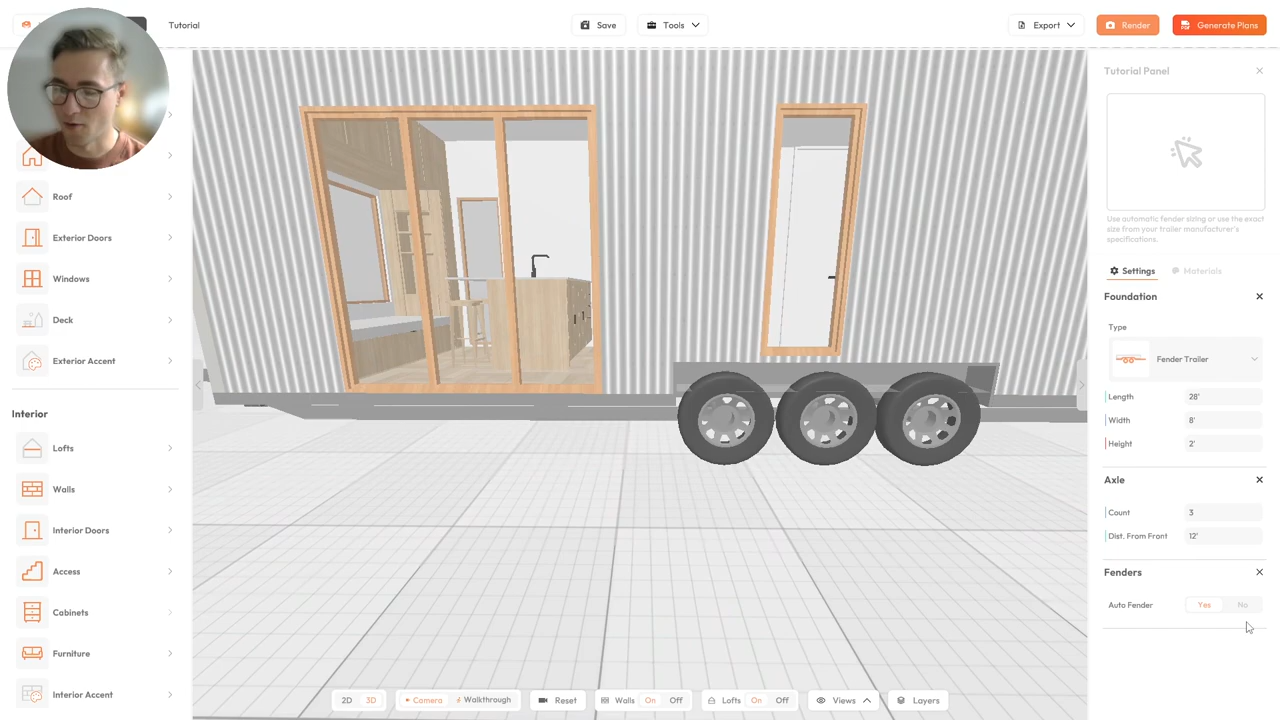 Tutorial
Save
Tools
Export
Render
Generate Plans
Roof
Exterior Doors
Windows
Deck
Exterior Accent
Interior
Lofts
Walls
Interior Doors
Access
Cabinets
Furniture
Interior Accent
2D
3D
Camera
Walkthrough
Reset
Walls
On
Off
Lofts
On
Off
Views
Layers
Tutorial Panel
Use automatic fender sizing or use the exact
size from your trailer manufacturer's
specifications.
Settings
Materials
Foundation
Type
Fender Trailer
Length 28'
Width 8'
Height 2'
Axle
Count 3
Dist. From Front 12'
Fenders
Auto Fender Yes No